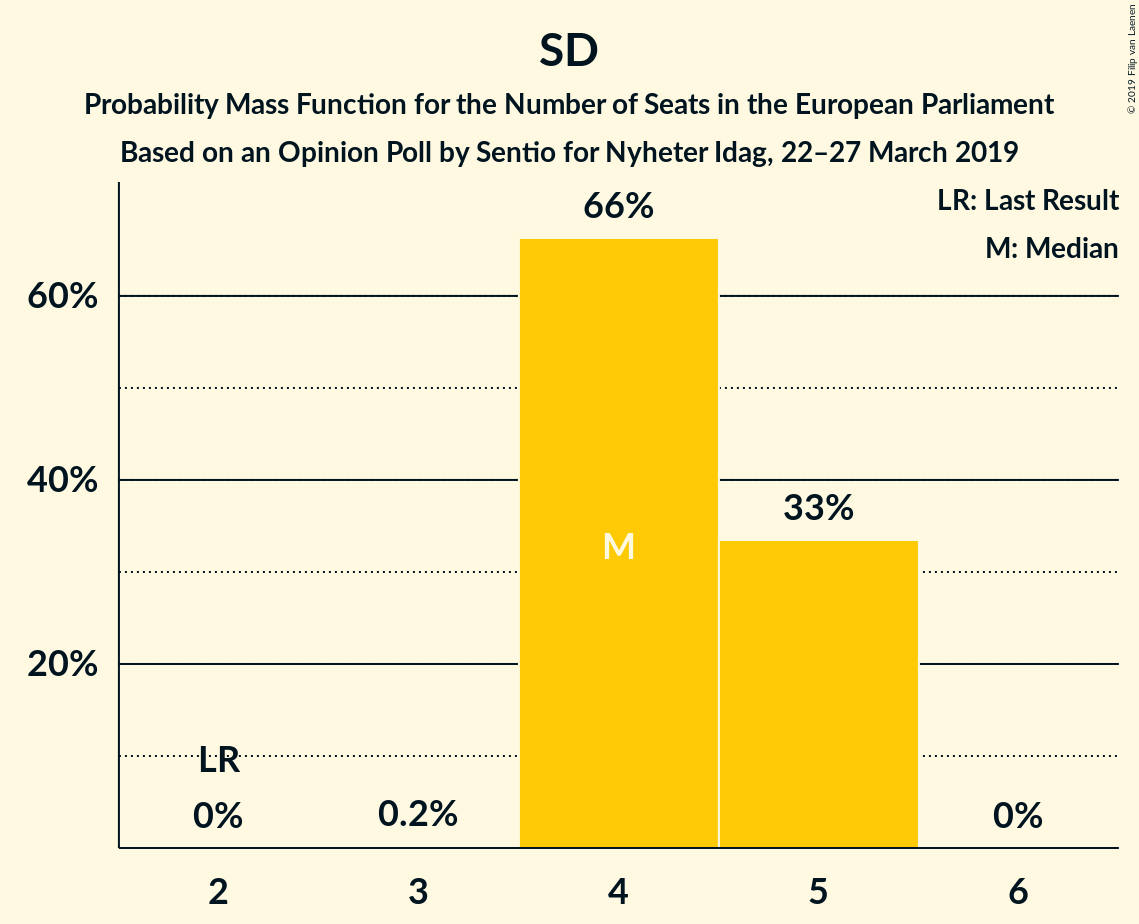 SD
Probability Mass Function for the Number of Seats in the European Parliament
Based on an Opinion Poll by Sentio for Nyheter Idag, 22–27 March 2019
© 2019 Filip van Laenen
LR: Last Result
M: Median
66%
60%
40%
33%
M
20%
LR
0%
0.2%
0%
2
3
4
5
6